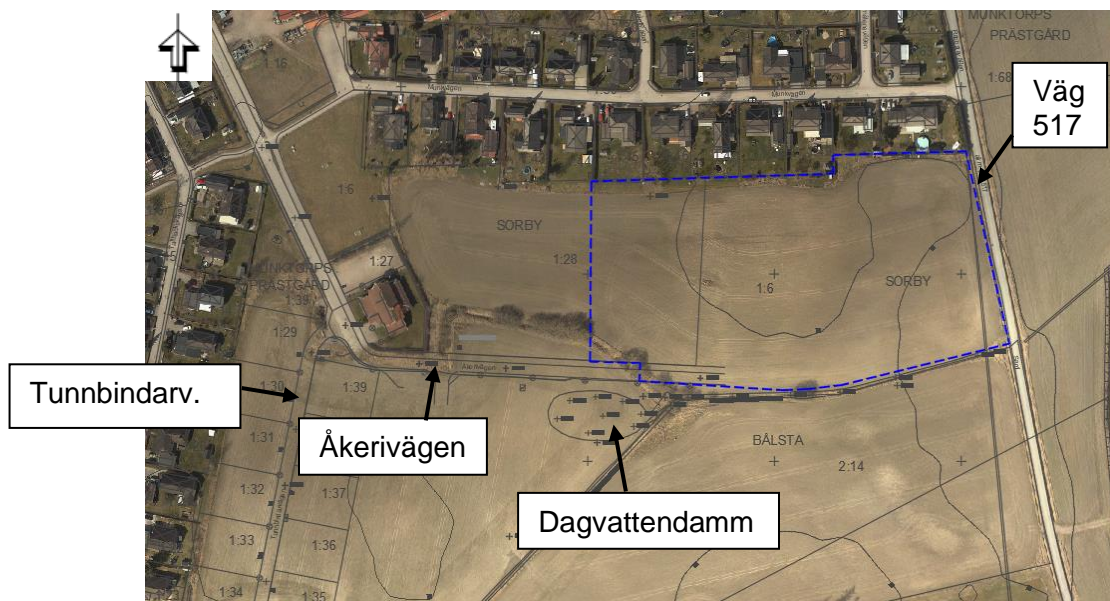 MUNKTORPS
PRÄSTGÅRD
1:16
Munkvägen
Munkvägen
1:68
Väg
517
1:6
SORBY
1:28
1:27
1:6
SORBY
PRÄSTGÅRD
1:39
1:29
Åkerivägen
1:30
1:39
Tunnbindarv.
Åkerivägen
1:31
BÅLSTA
2:14
1:32
1:37
Dagvattendamm
1:33
1:36
1:34
1:35